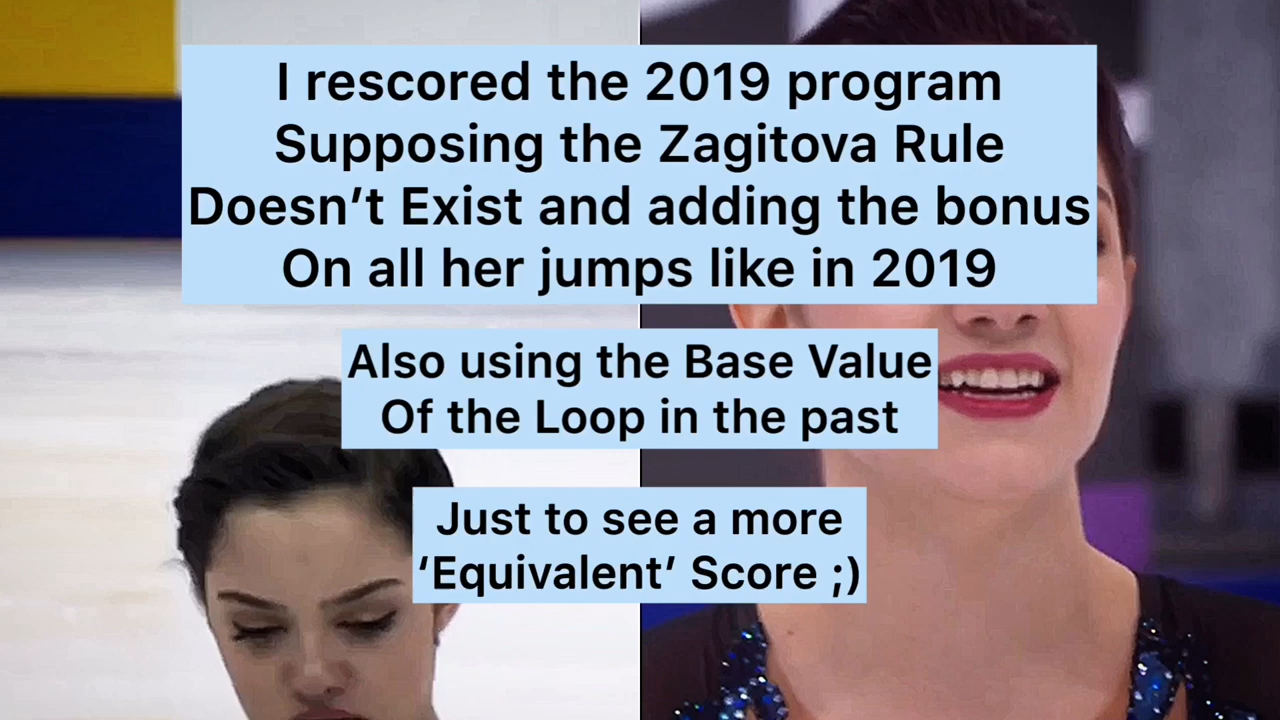 I rescored the 2019 program
Supposing the Zagitova Rule
Doesn’t Exist and adding the bonus
On all her jumps like in 2019
Also using the Base Value
Of the Loop in the past
Just to see a more
‘Equivalent’ Score ;)